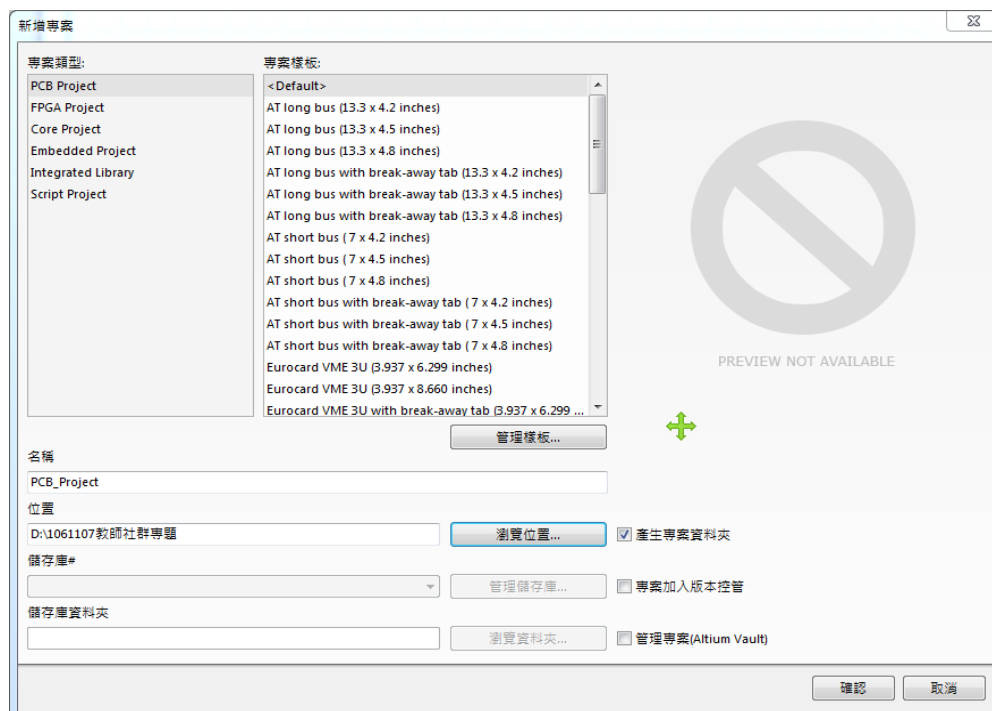 新增專案
專案類型:
PCB Project
FPGA Project
Core Project
Embedded Project
Integrated Library
Script Project
專案樣板:
<Default>
AT long bus (13.3 x 4.2 inches)
AT long bus (13.3 x 4.5 inches)
AT long bus (13.3 x 4.8 inches)
AT long bus with break-away tab (13.3 x 4.2 inches)
AT long bus with break-away tab (13.3 x 4.5 inches)
AT long bus with break-away tab (13.3 x 4.8 inches)
AT short bus ( 7 x 4.2 inches)
AT short bus ( 7 x 4.5 inches)
AT short bus ( 7 x 4.8 inches)
AT short bus with break-away tab ( 7 x 4.2 inches)
AT short bus with break-away tab ( 7 x 4.5 inches)
AT short bus with break-away tab ( 7 x 4.8 inches)
Eurocard VME 3U (3.937 x 6.299 inches)
Eurocard VME 3U (3.937 x 8.660 inches)
Eurocard VME 3U with break-away tab (3.937 x 6.299 ...
PREVIEW NOT AVAILABLE
管理樣板...
名稱
PCB_Project
位置
D:\1061107教師社群專題
瀏覽位置...
產生專案資料夾
儲存庫#
管理儲存庫...
專案加入版本控管
儲存庫資料夾
瀏覽資料夾...
管理專案(Altium Vault)
確認
取消